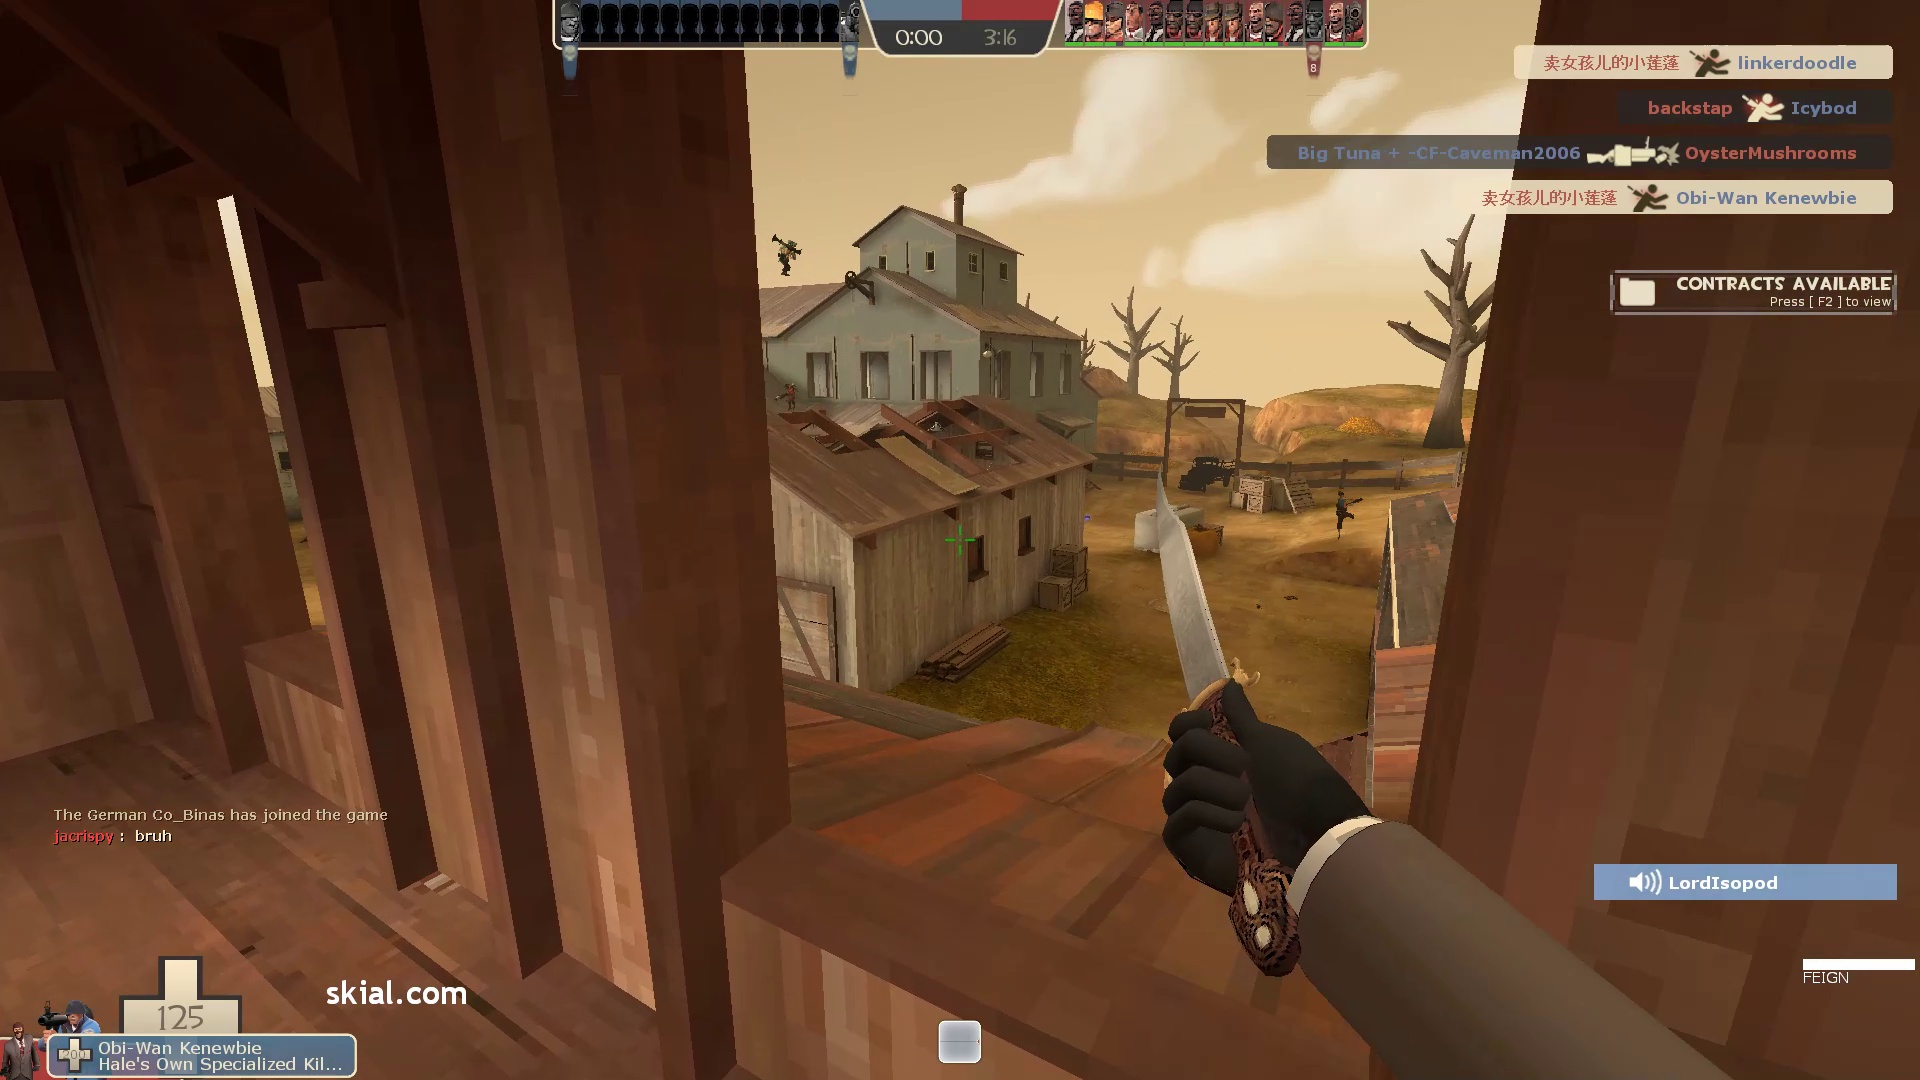 0:00
3:16
8
卖女孩儿的小莲蓬 linkerdoodle
backstap Icybod
Big Tuna + -CF-Caveman2006 OysterMushrooms
卖女孩儿的小莲蓬 Obi-Wan Kenewbie
CONTRACTS AVAILABLE
Press [ F2 ] to view
The German Co_Binas has joined the game
jacrispy : bruh
LordIsopod
FEIGN
skial.com
125
200
Obi-Wan Kenewbie
Hale's Own Specialized Kil...